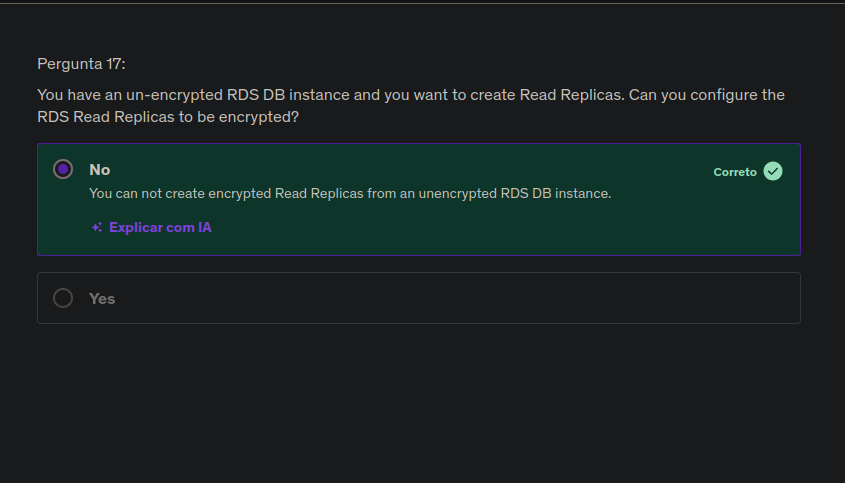 Pergunta 17:
You have an un-encrypted RDS DB instance and you want to create Read Replicas. Can you configure the
RDS Read Replicas to be encrypted?
No
Correto
You can not create encrypted Read Replicas from an unencrypted RDS DB instance.
Explicar com IA
Yes